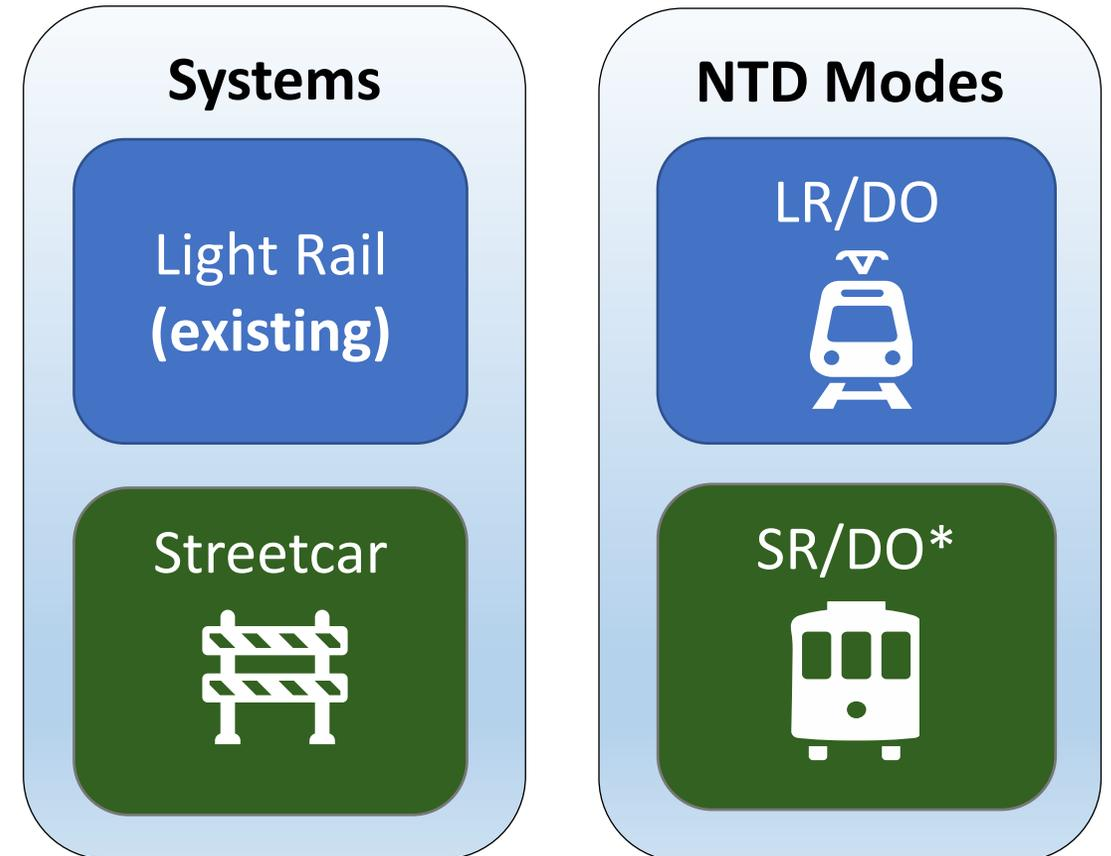 Systems
Light Rail
(existing)
Streetcar
NTD Modes
LR/DO
SR/DO*